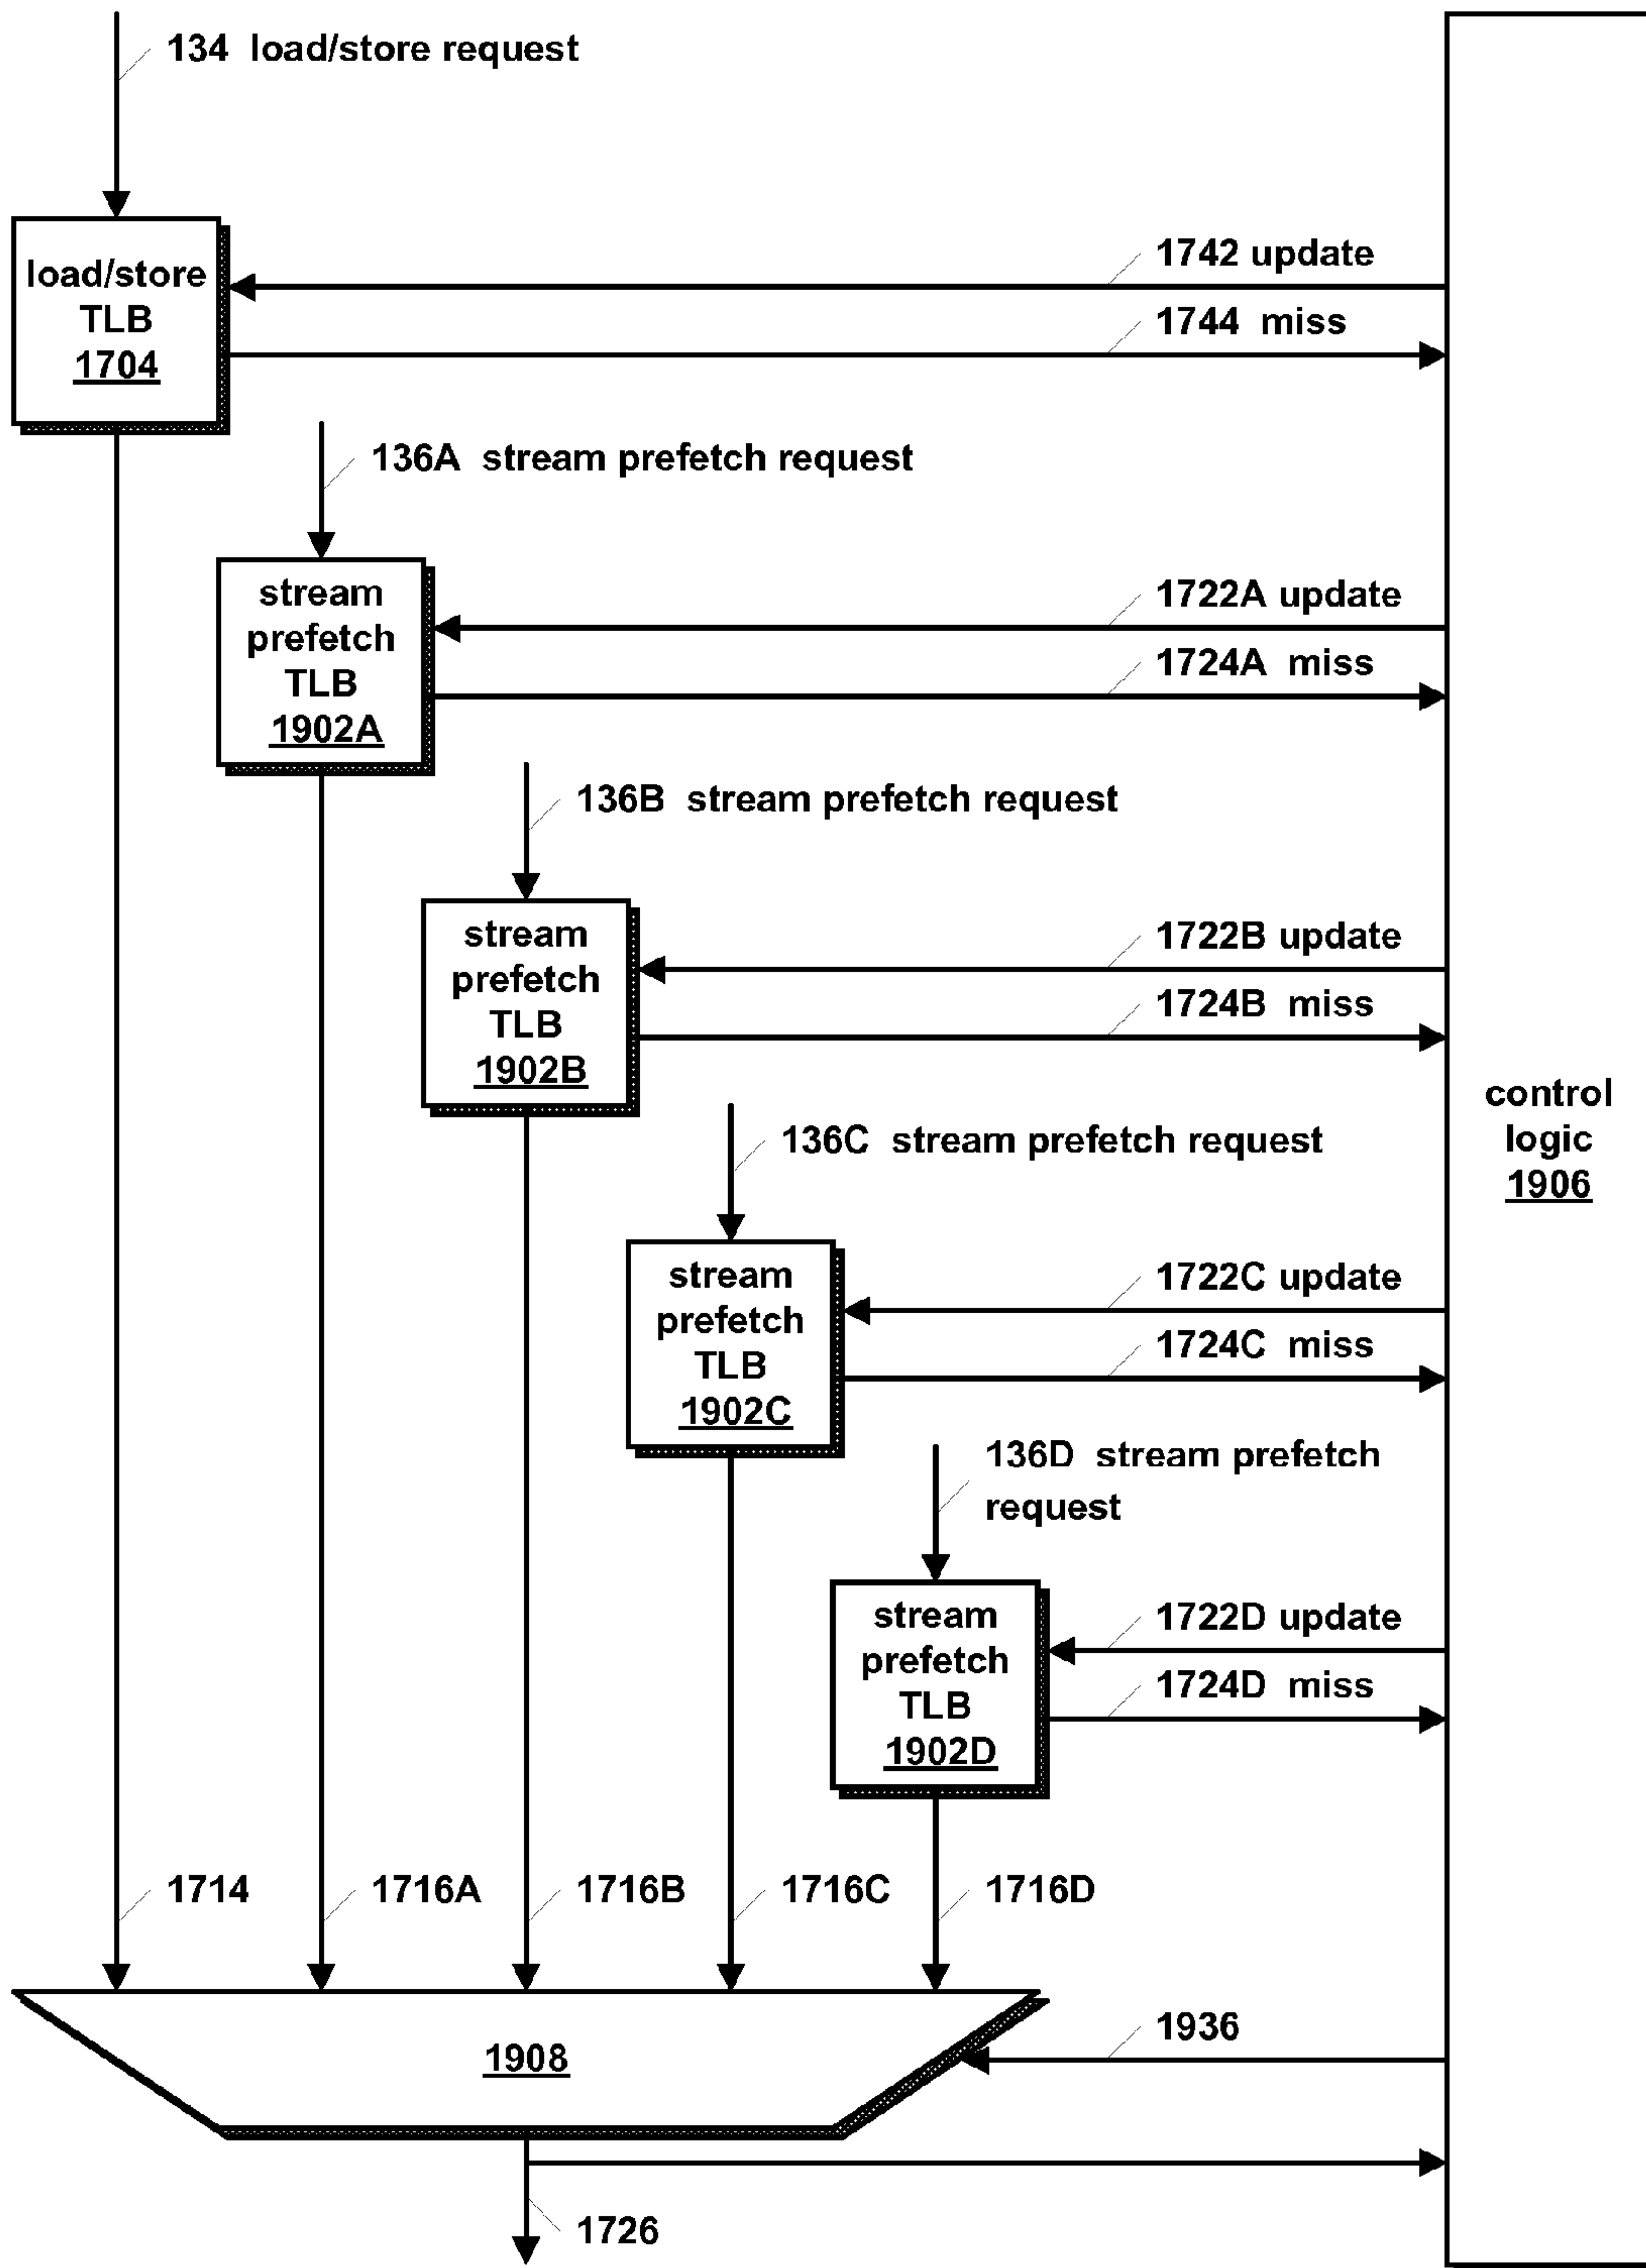 134 load/store request
1742 update
load/store
TLB
1704
1744 miss
136A stream prefetch request
1722A update
stream
prefetch
TLB
1902A
1724A miss
136B stream prefetch request
1722B update
stream
prefetch
TLB
1902B
1724B miss
control
logic
1906
136C stream prefetch request
1722C update
stream
prefetch
TLB
1902C
1724C miss
136D stream prefetch
request
1722D update
stream
prefetch
TLB
1902D
1724D miss
1714
1716A
1716B
1716C
1716D
1936
1908
1726